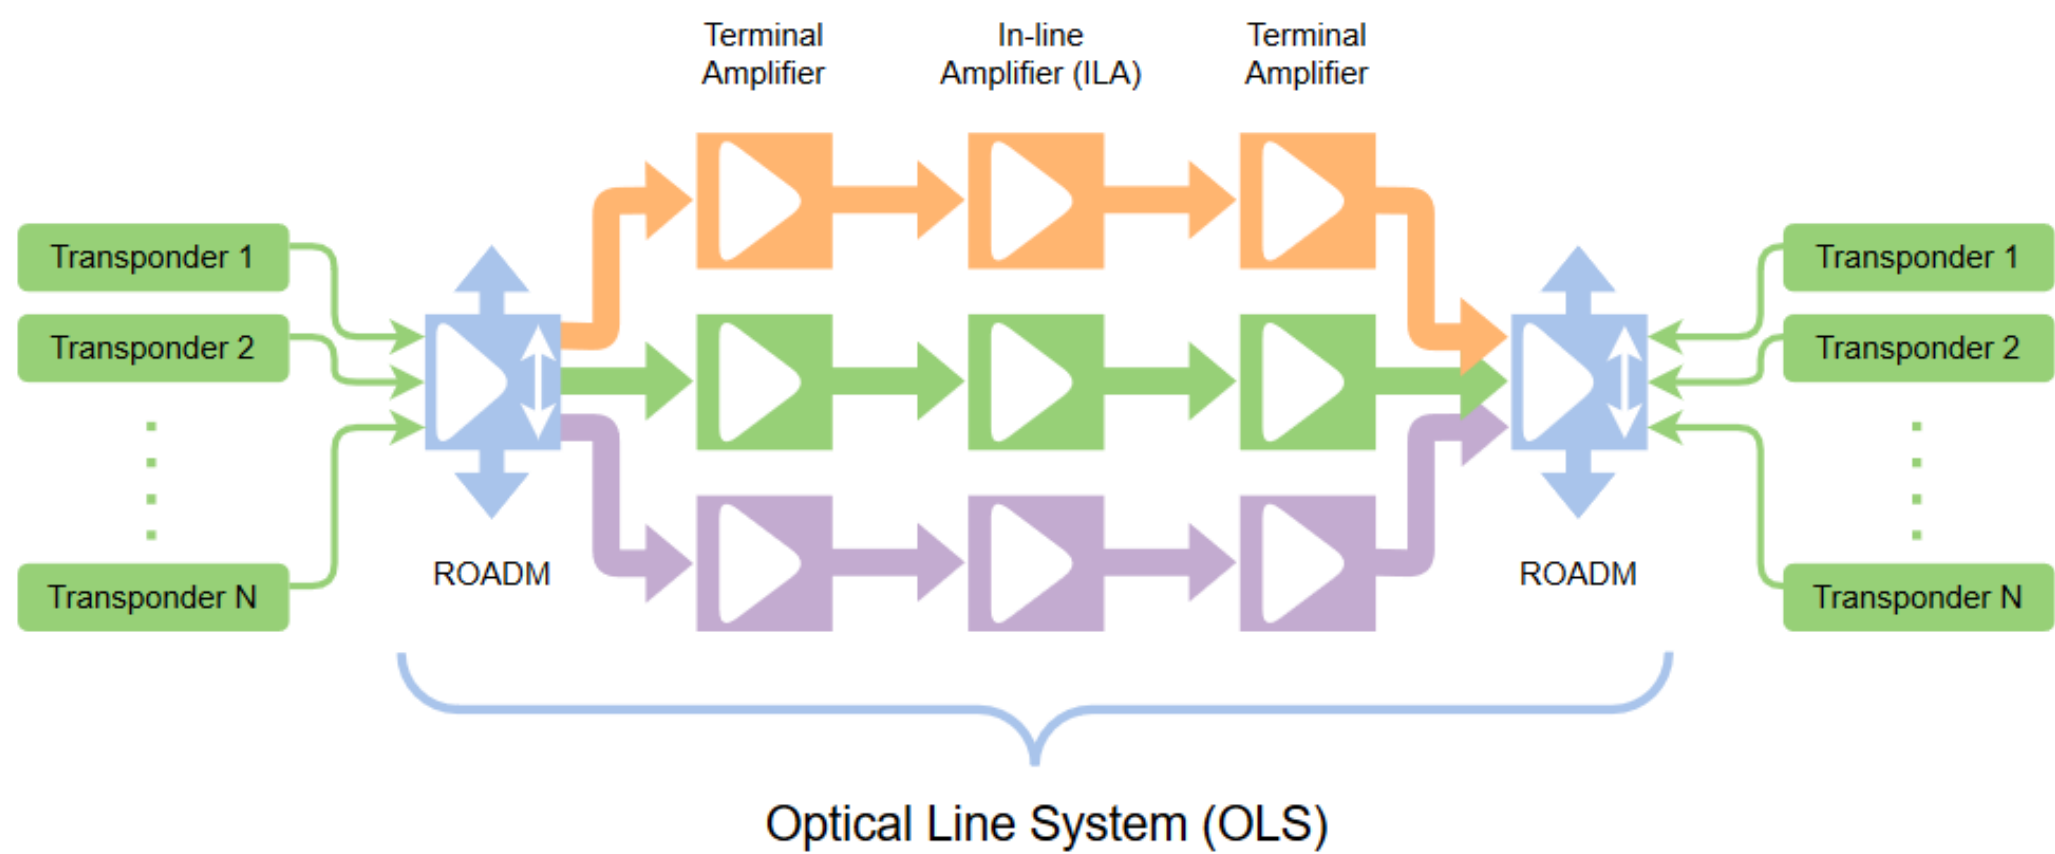 Terminal
Amplifier
In-line
Amplifier (ILA)
Terminal
Amplifier
Transponder 1
Transponder 2
Transponder N
ROADM
ROADM
Transponder 1
Transponder 2
Transponder N
Optical Line System (OLS)